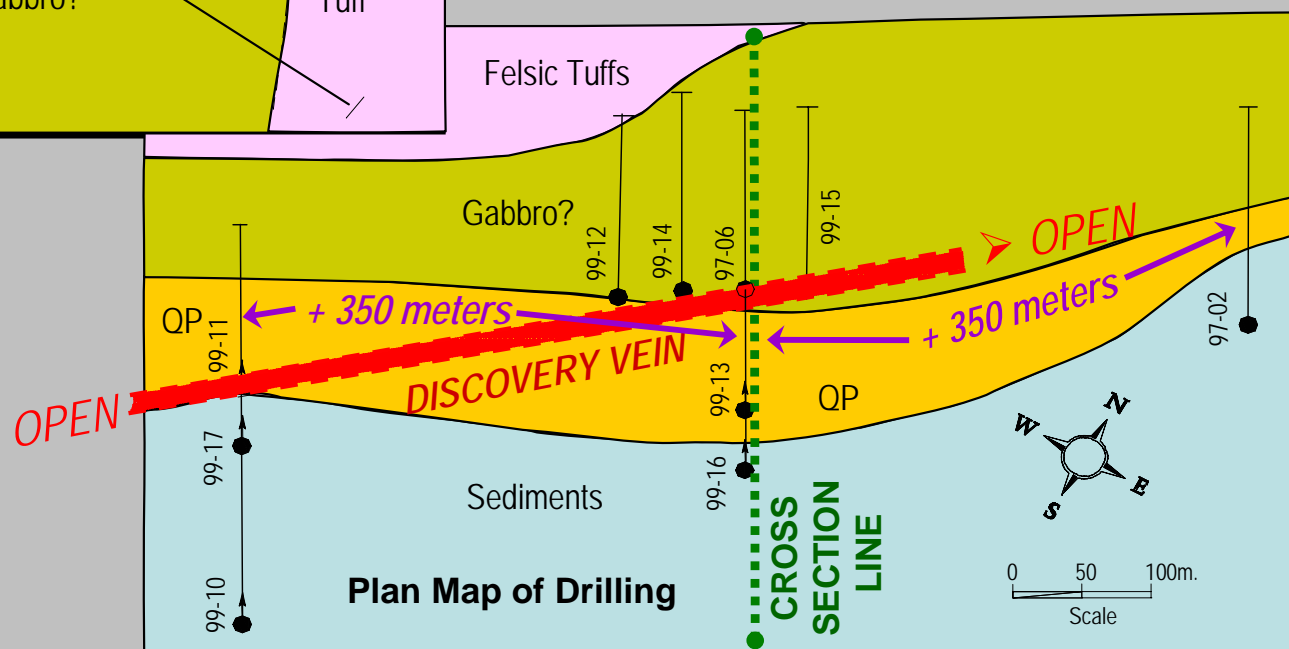 Tuff
Felsic Tuffs
Gabbro?
99-12
99-14
97-06
99-15
OPEN
+ 350 meters
+ 350 meters
QP
99-11
DISCOVERY VEIN
97-02
OPEN
99-13
QP
99-17
99-16
N
W
E
S
Sediments
CROSS
SECTION
LINE
Plan Map of Drilling
99-10
0 50 100m.
Scale